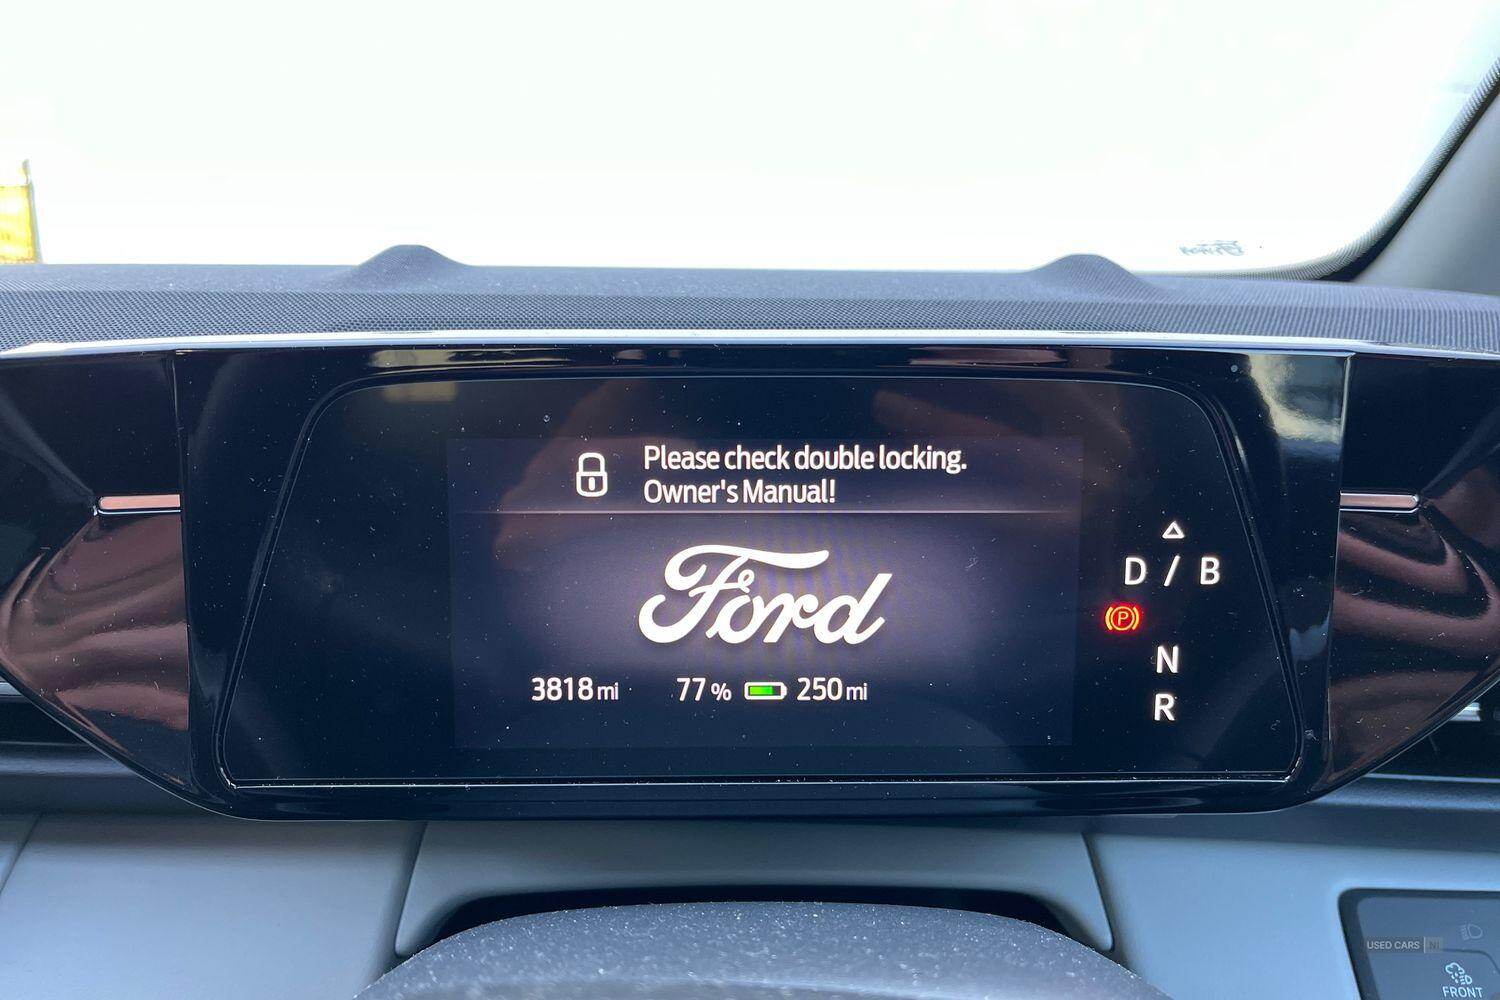 Please check double locking.
Owner's Manual!
Ford
3818 mi 77 % 250 mi
D / B
P
N
R
USED CARS NI
FRONT